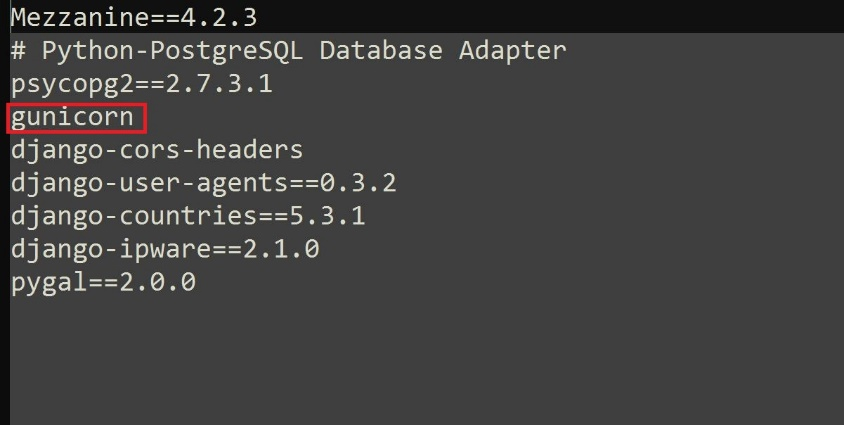 Mezzanine==4.2.3
# Python-PostgreSQL Database Adapter
psycopg2==2.7.3.1
gunicorn
django-cors-headers
django-user-agents==0.3.2
django-countries==5.3.1
django-ipware==2.1.0
pygal==2.0.0